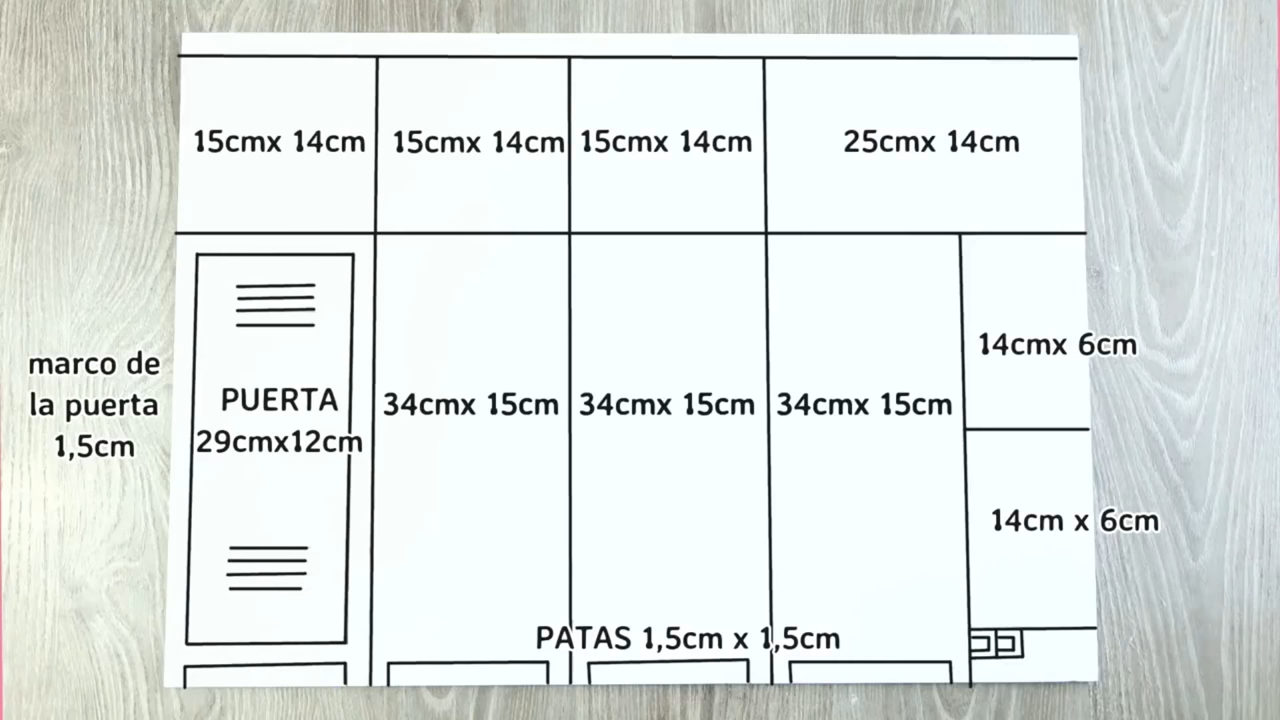 15cmx 14cm
15cmx 14cm
15cmx 14cm
25cmx 14cm
marco de
la puerta
1,5cm
PUERTA
29cmx12cm
34cmx 15cm
34cmx 15cm
34cmx 15cm
14cmx 6cm
14cm x 6cm
PATAS 1,5cm x 1,5cm